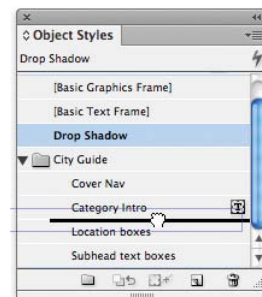 Object Styles
Drop Shadow
[Basic Graphics Frame]
[Basic Text Frame]
Drop Shadow
City Guide
Cover Nav
Category Intro
Location boxes
Subhead text boxes